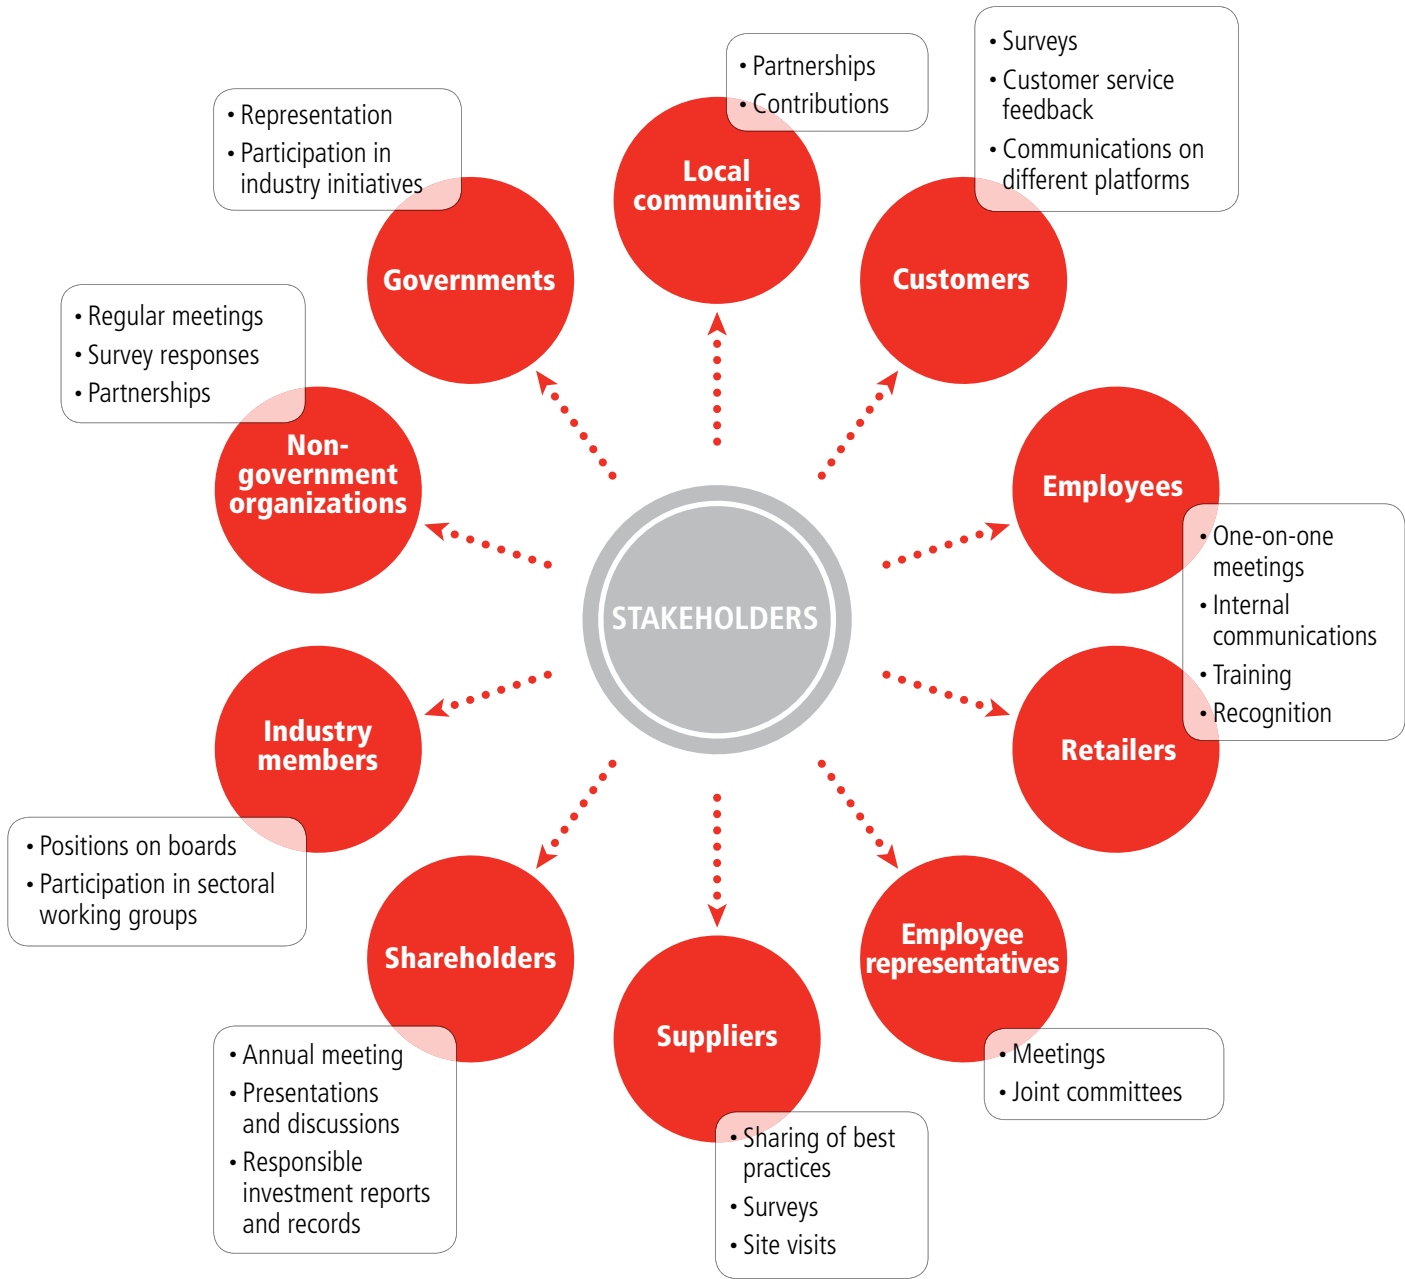 • Partnerships
• Contributions
Local
communities
• Surveys
• Customer service
feedback
• Communications on
different platforms
Customers
Employees
• One-on-one
meetings
• Internal
communications
• Training
• Recognition
Retailers
Employee
representatives
• Meetings
• Joint committees
Suppliers
• Sharing of best
practices
• Surveys
• Site visits
Shareholders
• Annual meeting
• Presentations
and discussions
• Responsible
investment reports
and records
Industry
members
• Positions on boards
• Participation in sectoral
working groups
• Regular meetings
• Survey responses
• Partnerships
Non-
government
organizations
• Representation
• Participation in
industry initiatives
Governments
STAKEHOLDERS